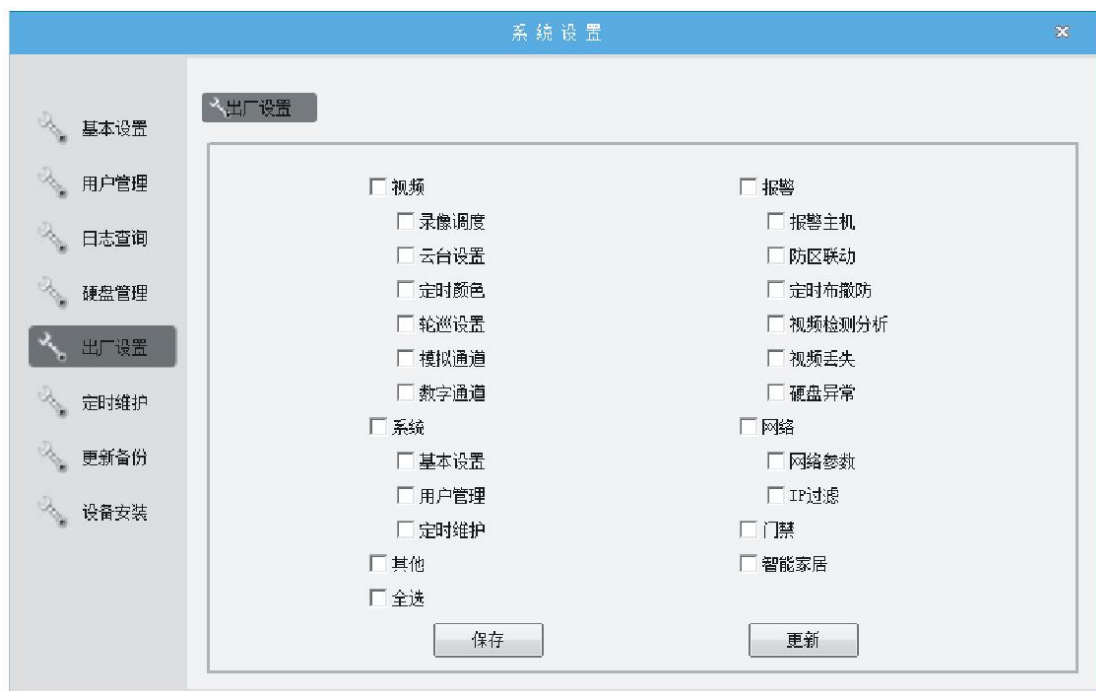 系统设置
基本设置
用户管理
日志查询
硬盘管理
出厂设置
定时维护
更新备份
设备安装
出厂设置
视频
录像调度
云台设置
定时颜色
轮巡设置
模拟通道
数字通道
系统
基本设置
用户管理
定时维护
其他
全选
报警
报警主机
防区联动
定时布撤防
视频检测分析
视频丢失
硬盘异常
网络
网络参数
IP过滤
门禁
智能家居
保存
更新